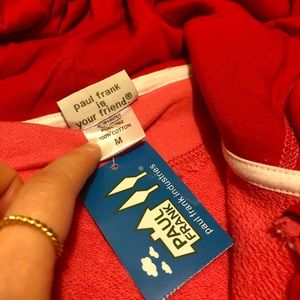 paul frank
is
your friend®
100% COTTON
M
paul frank industries
PAUL
FRANK